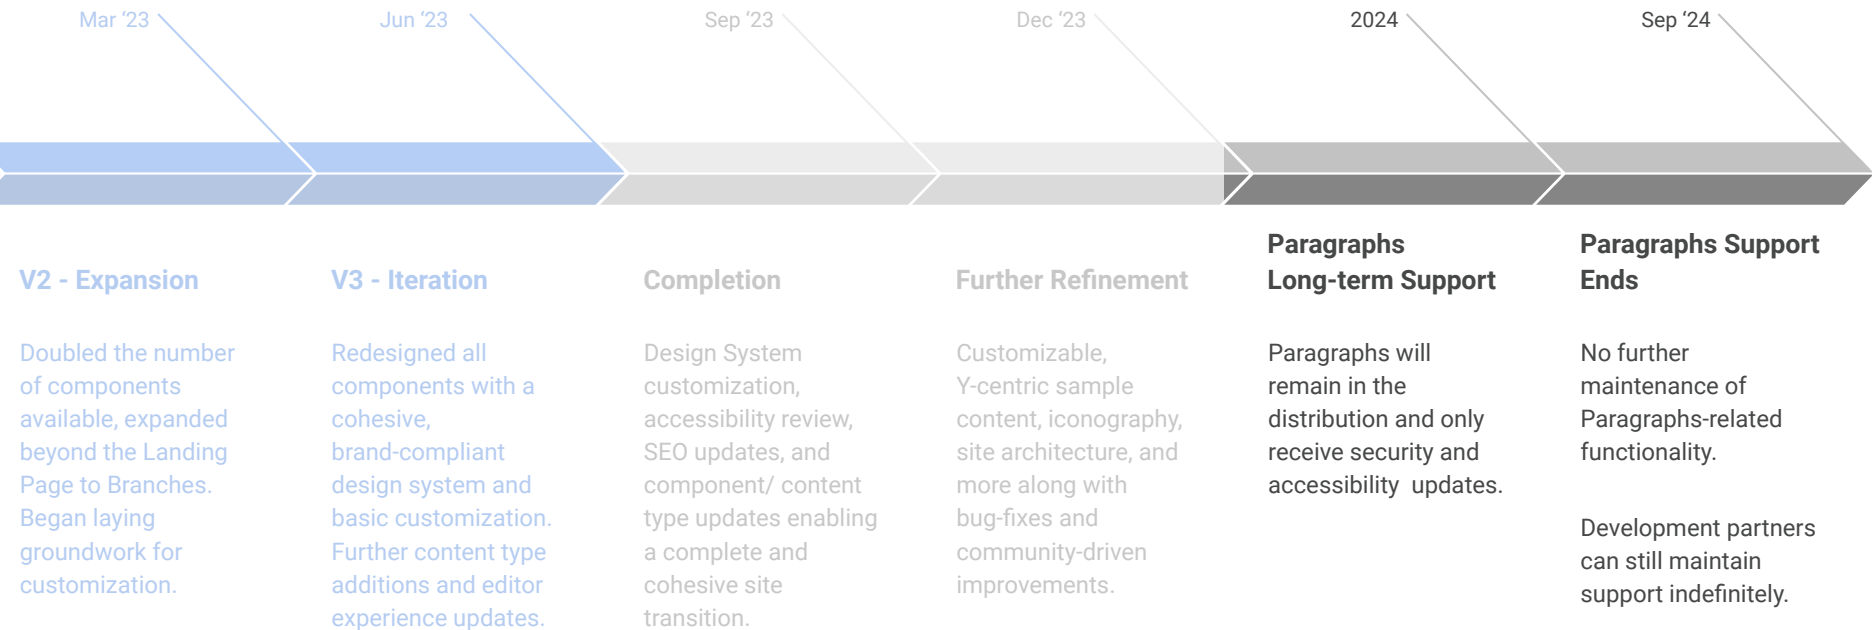 Mar ‘23
Jun ‘23
Sep ‘23
Dec ‘23
2024
Sep ‘24
V2 - Expansion
Doubled the number
of components
available, expanded
beyond the Landing
Page to Branches.
Began laying
groundwork for
customization.
V3 - Iteration
Redesigned all
components with a
cohesive,
brand-compliant
design system and
basic customization.
Further content type
additions and editor
experience updates.
Completion
Design System
customization,
accessibility review,
SEO updates, and
component/ content
type updates enabling
a complete and
cohesive site
transition.
Further Refinement
Customizable,
Y-centric sample
content, iconography,
site architecture, and
more along with
bug-fixes and
community-driven
improvements.
Paragraphs
Long-term Support
Paragraphs will
remain in the
distribution and only
receive security and
accessibility  updates.
Paragraphs Support
Ends
No further
maintenance of
Paragraphs-related
functionality.
Development partners
can still maintain
support indefinitely.